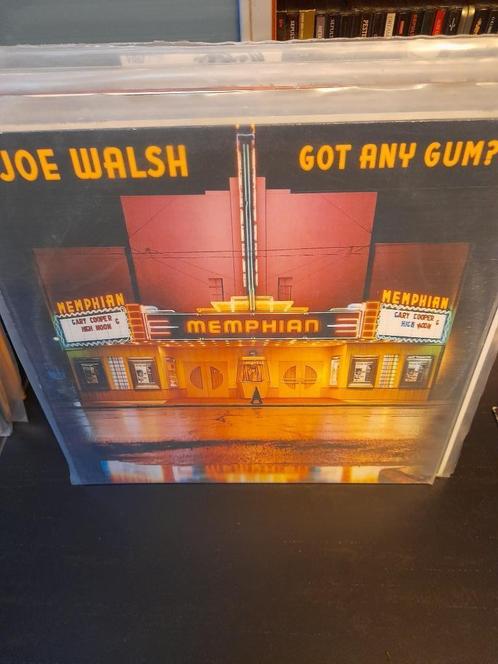 JOE WALSH
GOT ANY GUM?
MEMPHIAN
GARY COOPER
HIGH NOON
MEMPHIAN
MEMPHIAN
GARY COOPER
HIGH NOON